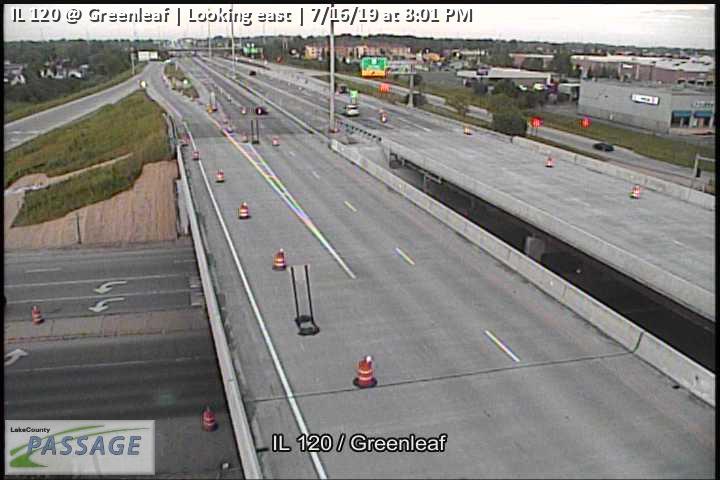 IL 120 @ Greenleaf | Looking east | 7/16/19 at 8:01 PM
IL 120 / Greenleaf
LakeCounty
PASSAGE